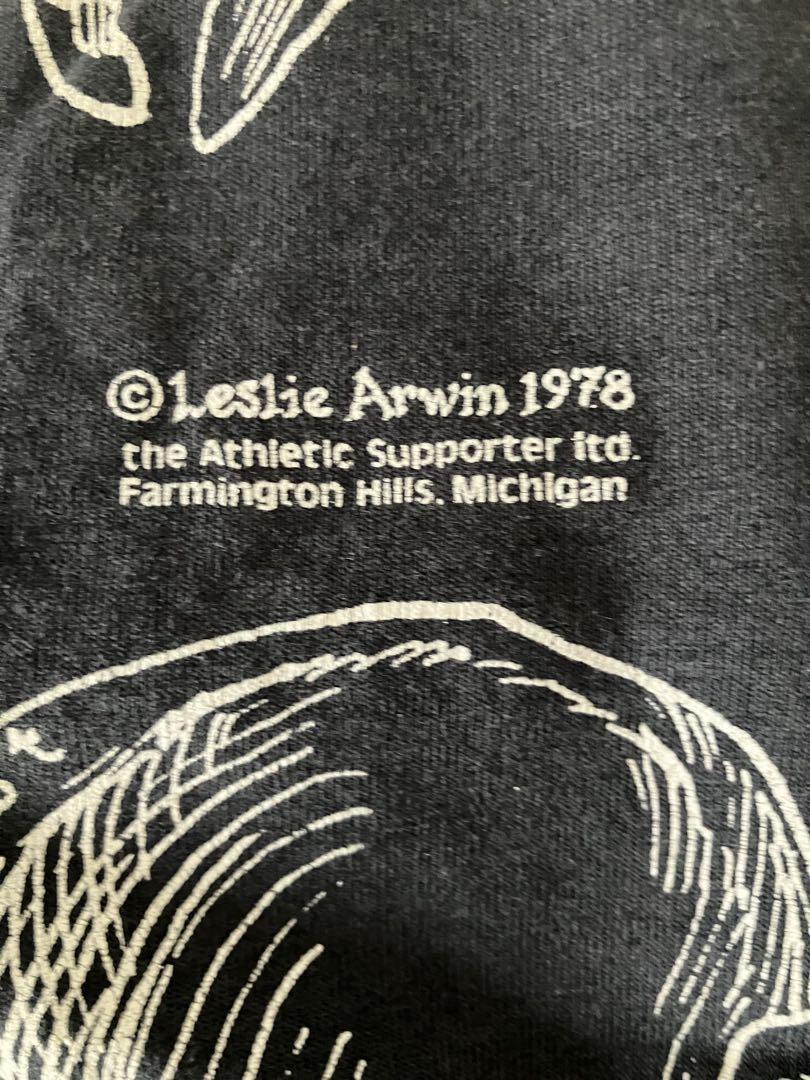 © Leslie Arwin 1978
the Athletic Supporter ltd.
Farmington Hills, Michigan